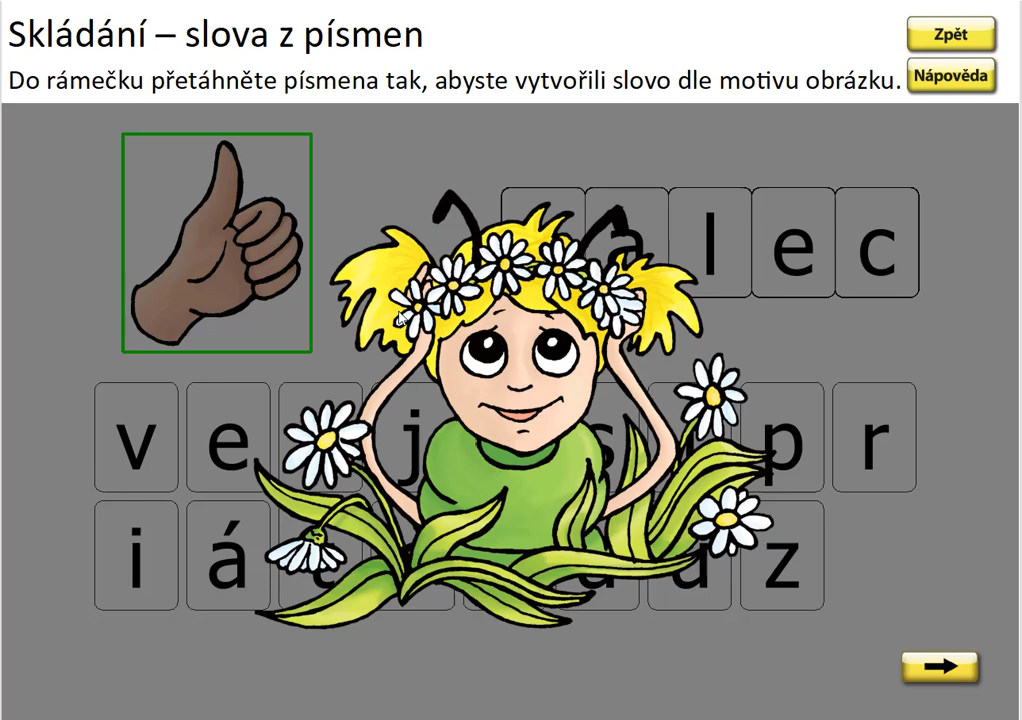 Skládání – slova z písmen
Zpět
Do rámečku přetáhněte písmena tak, abyste vytvořili slovo dle motivu obrázku.
Nápověda
a l e c
v e j s p r
i á z